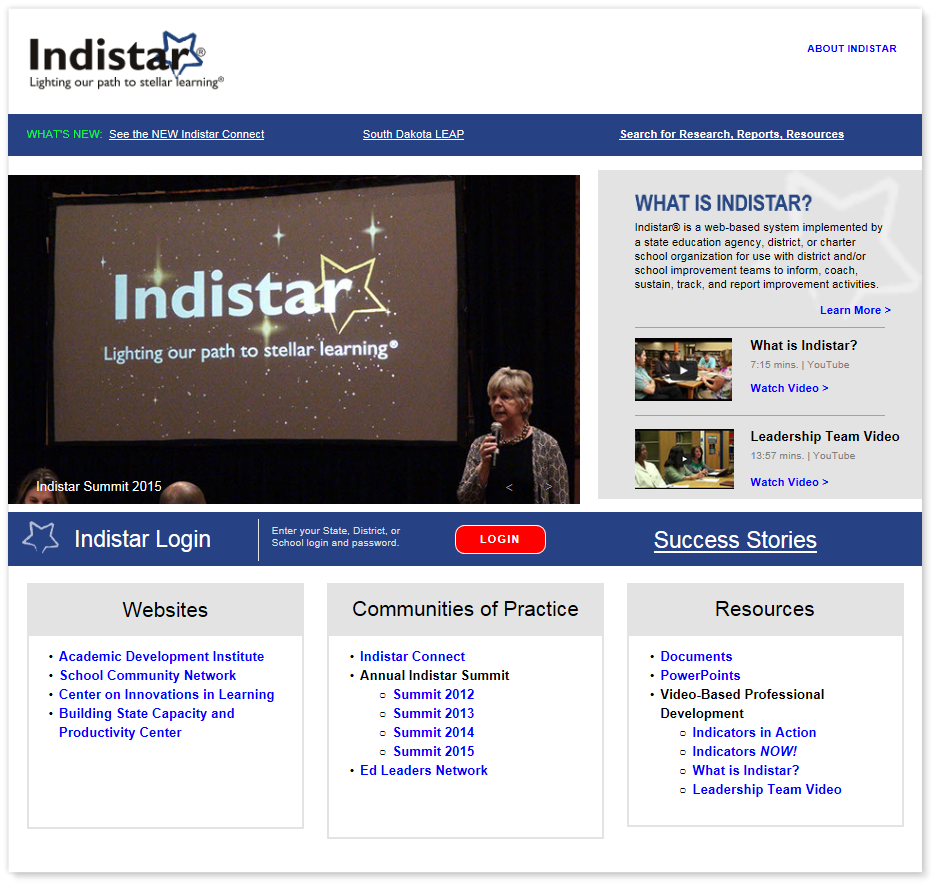 Indistar®
Lighting our path to stellar learning®
ABOUT INDISTAR
WHAT'S NEW: See the NEW Indistar Connect
South Dakota LEAP
Search for Research, Reports, Resources
Indistar
Lighting our path to stellar learning®
Indistar Summit 2015
< >
WHAT IS INDISTAR?
Indistar® is a web-based system implemented by
a state education agency, district, or charter
school organization for use with district and/or
school improvement teams to inform, coach,
sustain, track, and report improvement activities.
Learn More >
What is Indistar?
7:15 mins. | YouTube
Watch Video >
Leadership Team Video
13:57 mins. | YouTube
Watch Video >
Indistar Login
Enter your State, District, or
School login and password.
LOGIN
Success Stories
Websites
• Academic Development Institute
• School Community Network
• Center on Innovations in Learning
• Building State Capacity and
Productivity Center
Communities of Practice
• Indistar Connect
• Annual Indistar Summit
○ Summit 2012
○ Summit 2013
○ Summit 2014
○ Summit 2015
• Ed Leaders Network
Resources
• Documents
• PowerPoints
• Video-Based Professional
Development
○ Indicators in Action
○ Indicators NOW!
○ What is Indistar?
○ Leadership Team Video